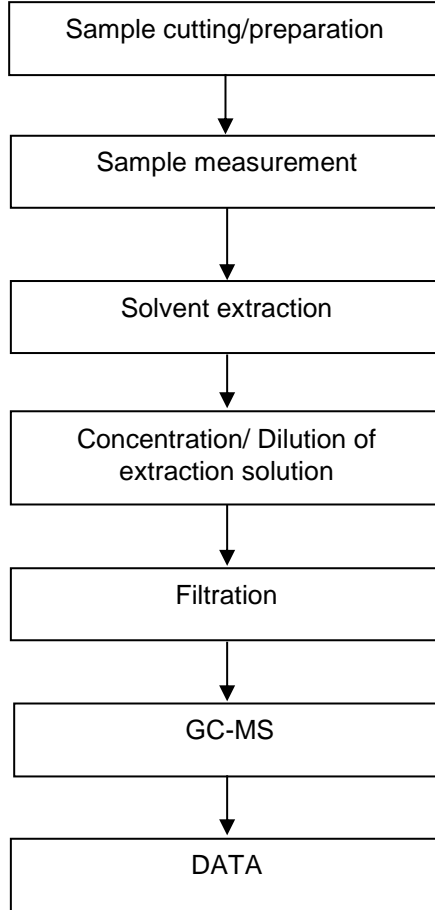 Sample cutting/preparation
Sample measurement
Solvent extraction
Concentration/ Dilution of
extraction solution
Filtration
GC-MS
DATA